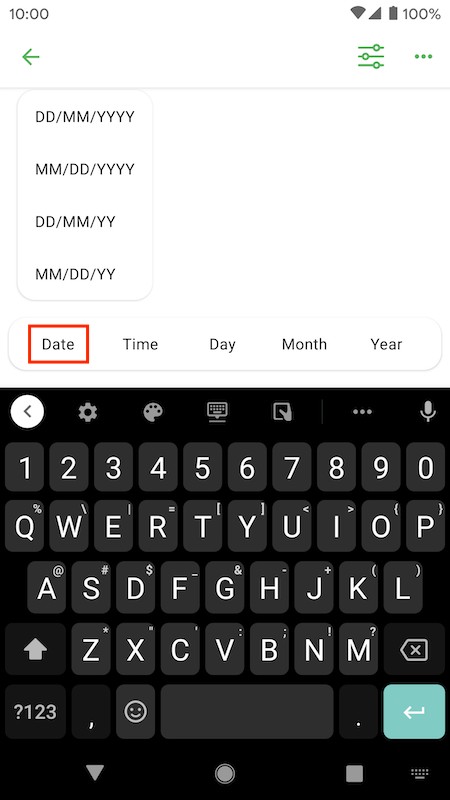 10:00 100%
DD/MM/YYYY
MM/DD/YYYY
DD/MM/YY
MM/DD/YY
Date Time Day Month Year
1 2 3 4 5 6 7 8 9 0
% \ | = [ ] < > { }
Q W E R T Y U I O P
@ # $ _ & - + ( )
A S D F G H J K L
* " ' : ; ! ?
Z X C V B N M
?123 , .